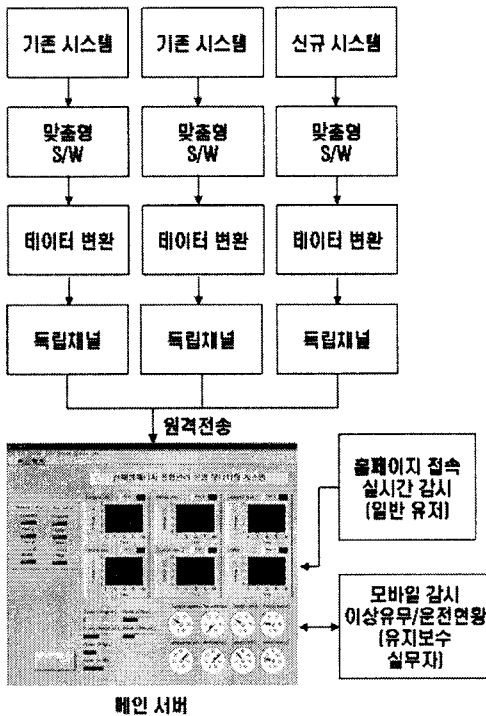 기존 시스템
기존 시스템
신규 시스템
맞춤형
S/W
맞춤형
S/W
맞춤형
S/W
데이터 변환
데이터 변환
데이터 변환
독립채널
독립채널
독립채널
원격전송
홈페이지 접속
실시간 감시
(일반 유저)
모바일 감시
이상유무/운전현황
(유지보수
실무자)
메인 서버